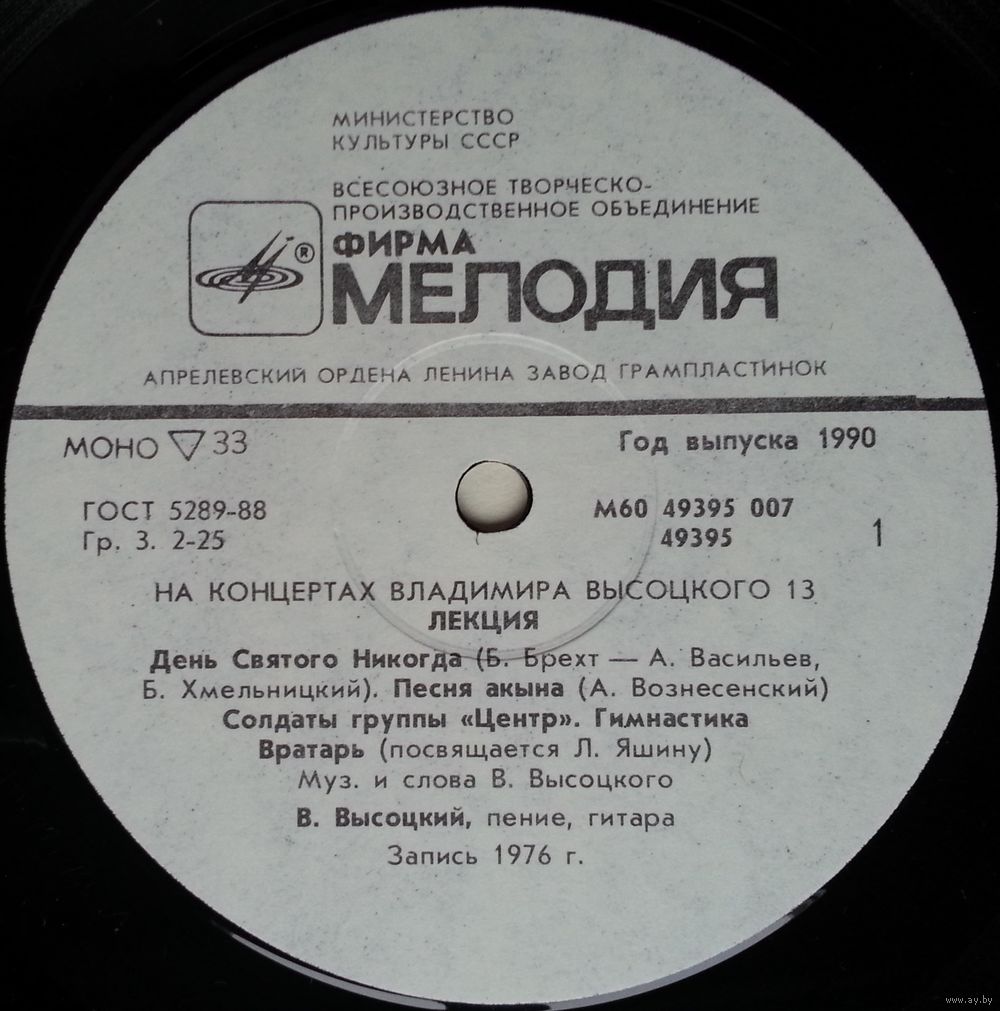 МИНИСТЕРСТВО
КУЛЬТУРЫ СССР
ВСЕСОЮЗНОЕ ТВОРЧЕСКО-
ПРОИЗВОДСТВЕННОЕ ОБЪЕДИНЕНИЕ
ФИРМА
®
МЕЛОДИЯ
АПРЕЛЕВСКИЙ ОРДЕНА ЛЕНИНА ЗАВОД ГРАМПЛАСТИНОК
МОНО ▽ 33
Год выпуска 1990
ГОСТ 5289-88
Гр. 3. 2-25
М60 49395 007
49395
1
НА КОНЦЕРТАХ ВЛАДИМИРА ВЫСОЦКОГО 13
ЛЕКЦИЯ
День Святого Никогда (Б. Брехт — А. Васильев,
Б. Хмельницкий). Песня акына (А. Вознесенский)
Солдаты группы «Центр». Гимнастика
Вратарь (посвящается Л. Яшину)
Муз. и слова В. Высоцкого
В. Высоцкий, пение, гитара
Запись 1976 г.
www.ay.by